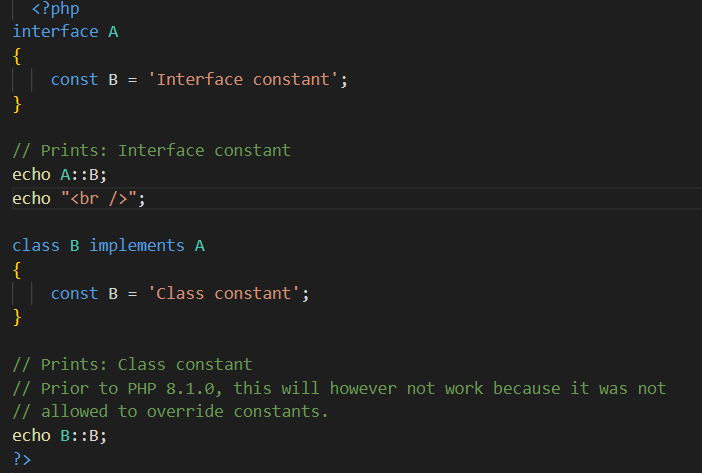 <?php
interface A
{
    const B = 'Interface constant';
}
// Prints: Interface constant
echo A::B;
echo "<br />";
class B implements A
{
    const B = 'Class constant';
}
// Prints: Class constant
// Prior to PHP 8.1.0, this will however not work because it was not
// allowed to override constants.
echo B::B;
?>